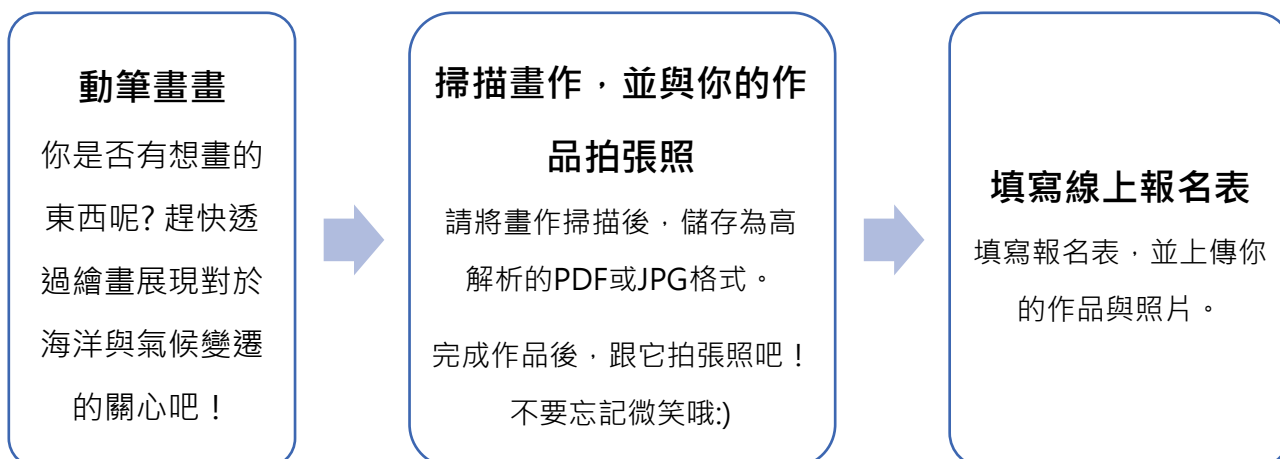 動筆畫畫
你是否有想畫的
東西呢? 趕快透
過繪畫展現對於
海洋與氣候變遷
的關心吧！
掃描畫作，並與你的作
品拍張照
請將畫作掃描後，儲存為高
解析的PDF或JPG格式。
完成作品後，跟它拍張照吧！
不要忘記微笑哦:)
填寫線上報名表
填寫報名表，並上傳你
的作品與照片。